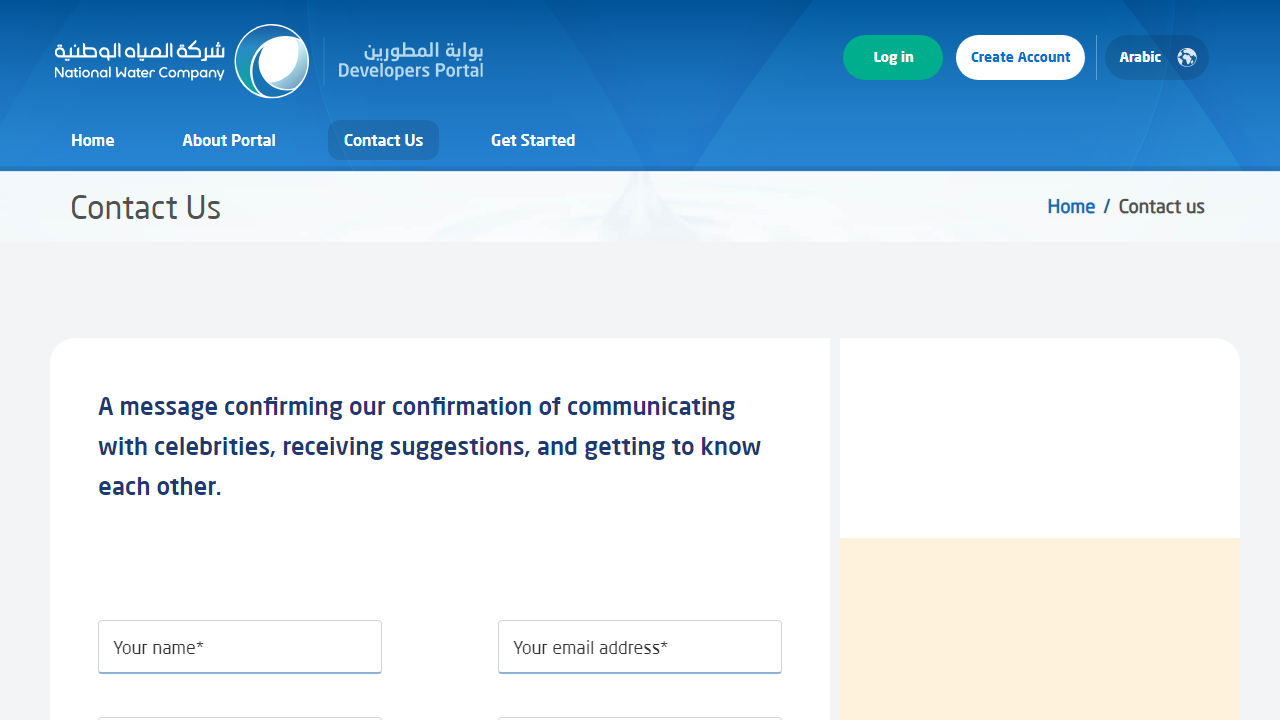 شركة المياه الوطنية
National Water Company
بوابة المطورين
Developers Portal
Log in
Create Account
Arabic
Home
About Portal
Contact Us
Get Started
Contact Us
Home / Contact us
A message confirming our confirmation of communicating
with celebrities, receiving suggestions, and getting to know
each other.
Your name*
Your email address*